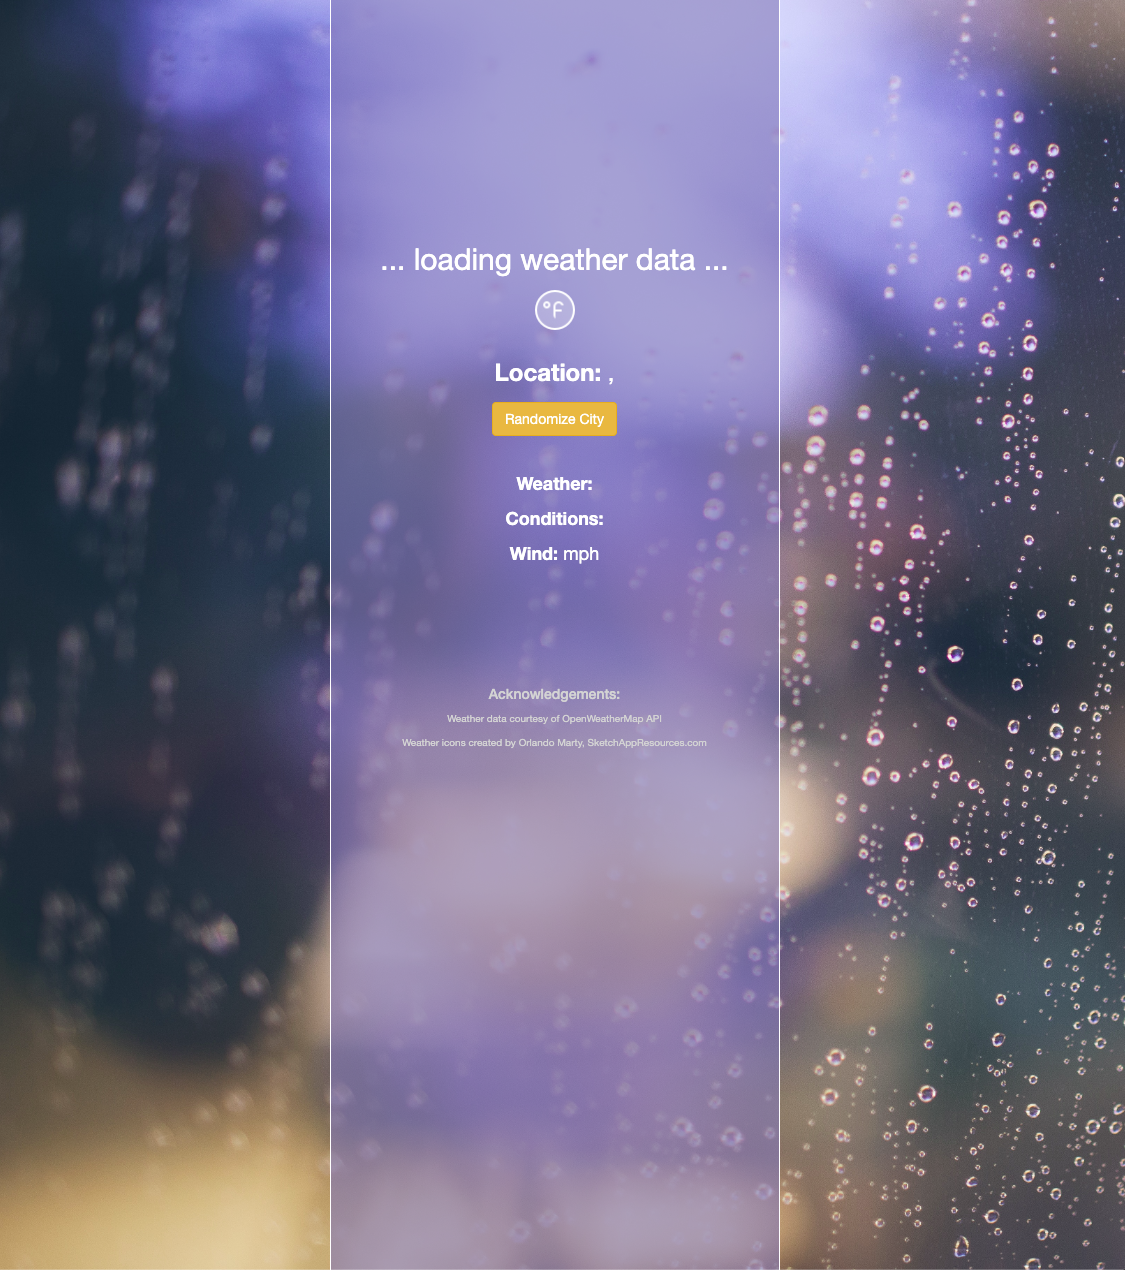 ... loading weather data ...
°F
Location: ,
Randomize City
Weather:
Conditions:
Wind: mph
Acknowledgements:
Weather data courtesy of OpenWeatherMap API
Weather icons created by Orlando Marty, SketchAppResources.com